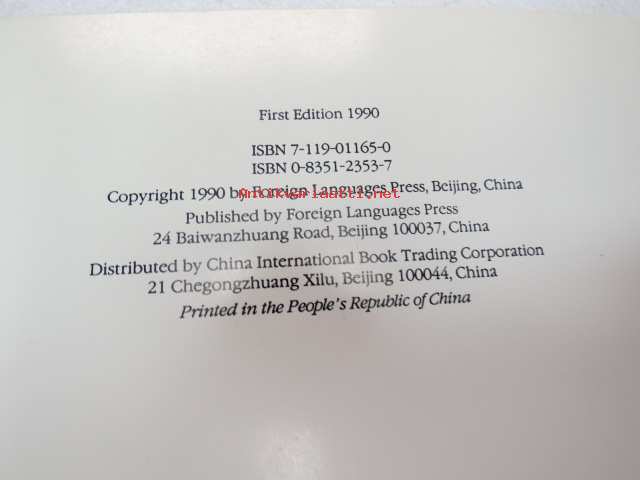 First Edition 1990
ISBN 7-119-01165-0
ISBN 0-8351-2353-7
Copyright 1990 by Foreign Languages Press, Beijing, China
Published by Foreign Languages Press
24 Baiwanzhuang Road, Beijing 100037, China
Distributed by China International Book Trading Corporation
21 Chegongzhuang Xilu, Beijing 100044, China
Printed in the People's Republic of China